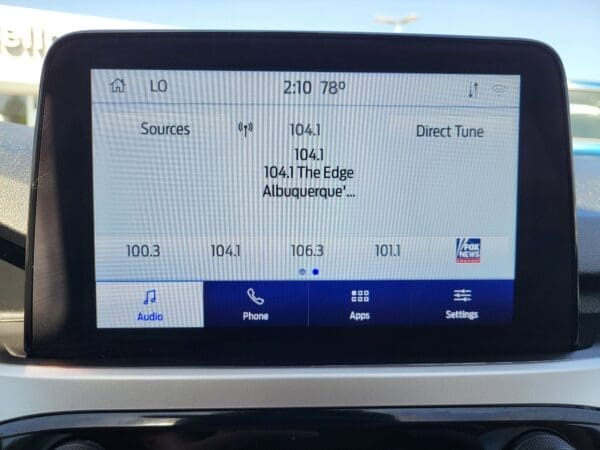 LO 2:10 78°
Sources 104.1 Direct Tune
104.1
104.1 The Edge
Albuquerque'...
100.3 104.1 106.3 101.1 FOX
NEWS
Audio Phone Apps Settings